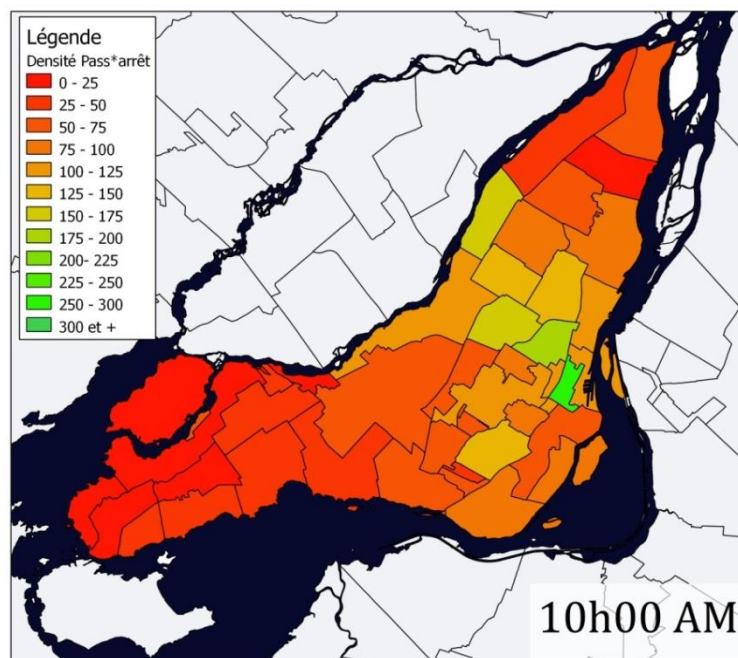 Légende
Densité Pass*arrêt
0 - 25
25 - 50
50 - 75
75 - 100
100 - 125
125 - 150
150 - 175
175 - 200
200- 225
225 - 250
250 - 300
300 et +
10h00 AM